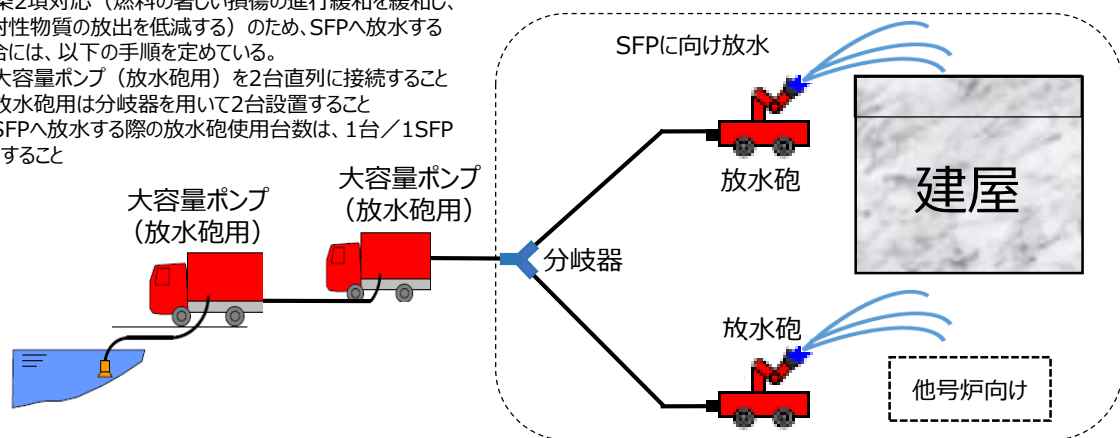 条2項対応（燃料の著しい損傷の進行緩和を緩和し、
射性物質の放出を低減する）のため、SFPへ放水する
合には、以下の手順を定めている。
大容量ポンプ（放水砲用）を2台直列に接続すること
放水砲用は分岐器を用いて2台設置すること
SFPへ放水する際の放水砲使用台数は、1台／1SFP
すること
SFPに向け放水
放水砲
建屋
大容量ポンプ
（放水砲用）
大容量ポンプ
（放水砲用）
分岐器
放水砲
他号炉向け